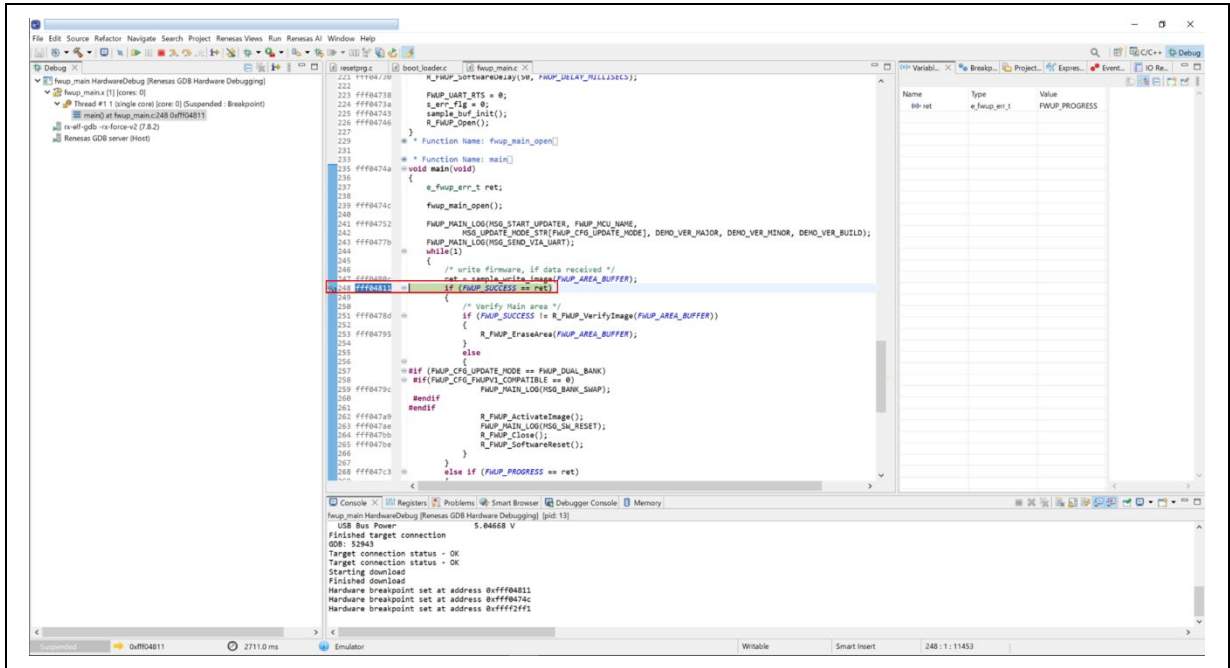 File Edit Source Refactor Navigate Search Project Renesas Views Run Renesas AI Window Help
C/C++ Debug
Debug
fwup_main HardwareDebug [Renesas GDB Hardware Debugging]
fwup_main.x [1] [cores: 0]
Thread #1 1 (single core) [core: 0] (Suspended : Breakpoint)
main() at fwup_main.c:248 0xfff04811
rx-elf-gdb -rx-force-v2 (7.8.2)
Renesas GDB server (Host)
resetprg.c boot_loader.c fwup_main.c
221 fff04730 R_FWUP_SoftwareDelay(50, FWUP_DELAY_MILLISECS);
222
223 fff04738 FWUP_UART_RTS = 0;
224 fff0473a s_err_flg = 0;
225 fff04743 sample_buf_init();
226 fff04746 R_FWUP_Open();
227 }
229 * Function Name: fwup_main_open
231
233 * Function Name: main
235 fff0474a void main(void)
236 {
237 e_fwup_err_t ret;
238
239 fff0474c fwup_main_open();
240
241 fff04752 FWUP_MAIN_LOG(MSG_START_UPDATER, FWUP_MCU_NAME,
242 MSG_UPDATE_MODE_STR[FWUP_CFG_UPDATE_MODE], DEMO_VER_MAJOR, DEMO_VER_MINOR, DEMO_VER_BUILD);
243 fff0477b FWUP_MAIN_LOG(MSG_SEND_VIA_UART);
244 while(1)
245 {
246 /* write firmware, if data received */
247 fff0480c ret = sample_write_image(FWUP_AREA_BUFFER);
248 fff04811 if (FWUP_SUCCESS == ret)
249 {
250 /* Verify Main area */
251 fff0478d if (FWUP_SUCCESS != R_FWUP_VerifyImage(FWUP_AREA_BUFFER))
252 {
253 fff04795 R_FWUP_EraseArea(FWUP_AREA_BUFFER);
254 }
255 else
256 {
257 #if (FWUP_CFG_UPDATE_MODE == FWUP_DUAL_BANK)
258 #if(FWUP_CFG_FWUPV1_COMPATIBLE == 0)
259 fff0479c FWUP_MAIN_LOG(MSG_BANK_SWAP);
260 #endif
261 #endif
262 fff047a9 R_FWUP_ActivateImage();
263 fff047ae FWUP_MAIN_LOG(MSG_SW_RESET);
264 fff047bb R_FWUP_Close();
265 fff047be R_FWUP_SoftwareReset();
266 }
267 }
268 fff047c3 else if (FWUP_PROGRESS == ret)
Variabl... Breakp... Project... Expres... Event... IO Re...
Name Type Value
ret e_fwup_err_t FWUP_PROGRESS
Console Registers Problems Smart Browser Debugger Console Memory
fwup_main HardwareDebug [Renesas GDB Hardware Debugging] [pid: 13]
USB Bus Power 5.04668 V
Finished target connection
GDB: 52943
Target connection status - OK
Target connection status - OK
Starting download
Finished download
Hardware breakpoint set at address 0xfff04811
Hardware breakpoint set at address 0xfff0474c
Hardware breakpoint set at address 0xffff2ff1
Suspended 0xfff04811 2711.0 ms Emulator Writable Smart Insert 248 : 1 : 11453